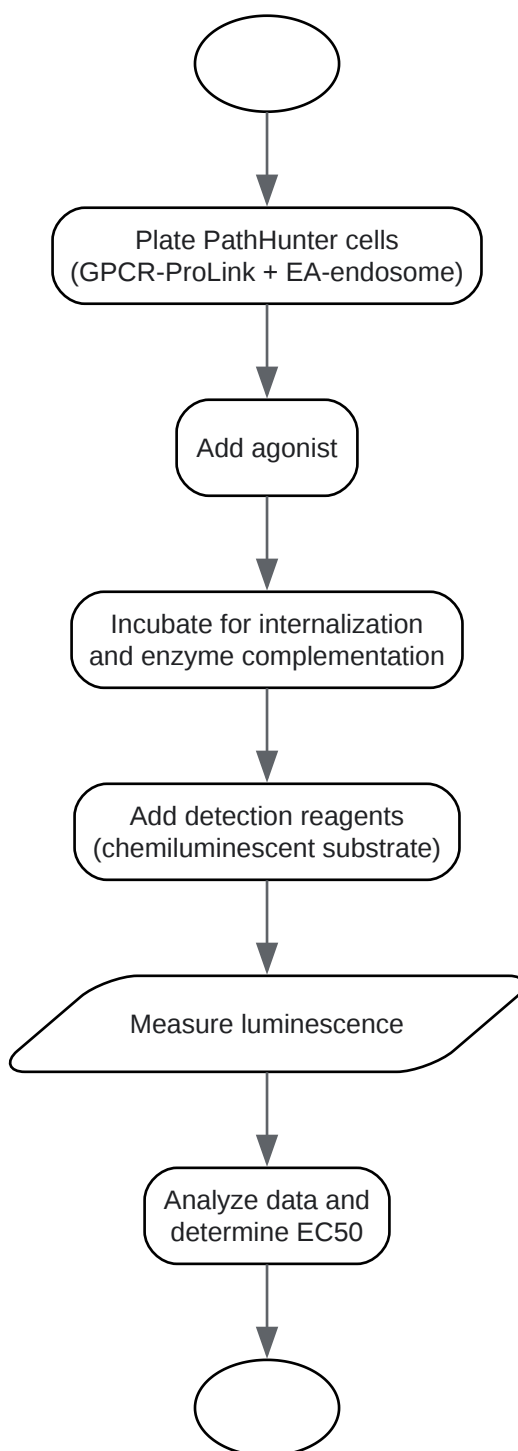 Plate PathHunter cells
(GPCR-ProLink + EA-endosome)
Add agonist
Incubate for internalization
and enzyme complementation
Add detection reagents
(chemiluminescent substrate)
Measure luminescence
Analyze data and
determine EC50